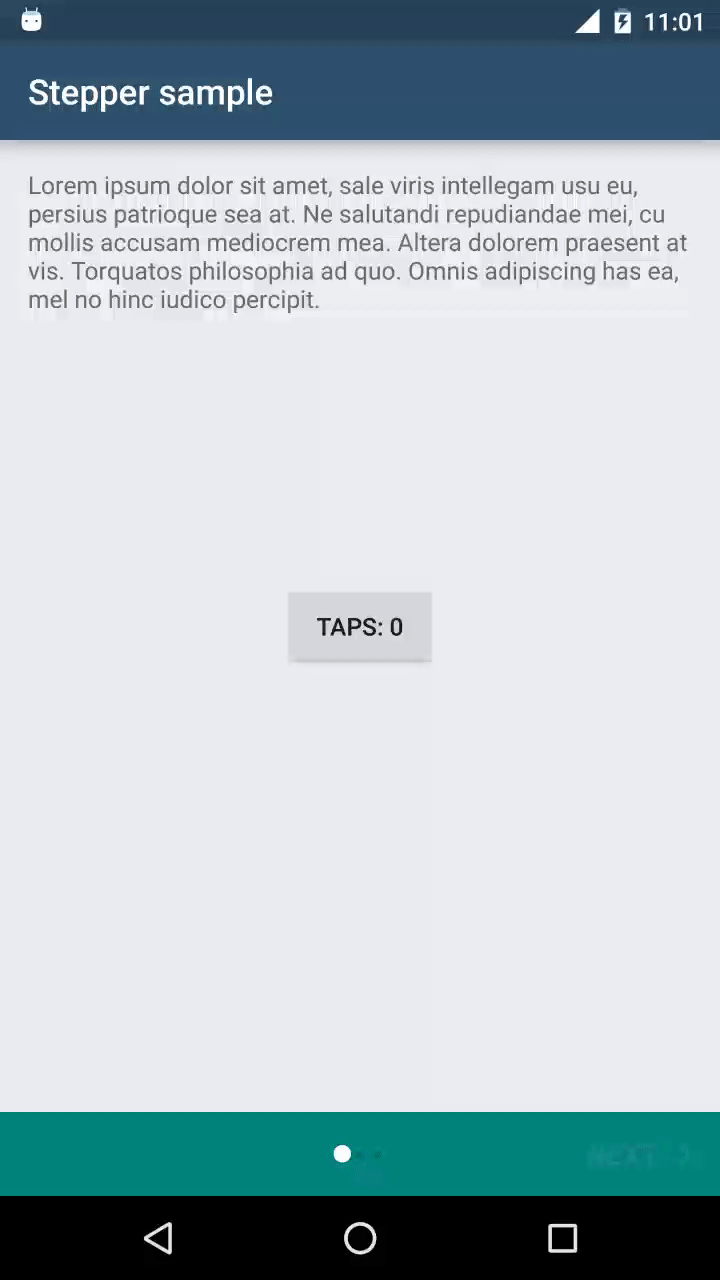 11:01
Stepper sample
Lorem ipsum dolor sit amet, sale viris intellegam usu eu,
persius patrioque sea at. Ne salutandi repudiandae mei, cu
mollis accusam mediocrem mea. Altera dolorem praesent at
vis. Torquatos philosophia ad quo. Omnis adipiscing has ea,
mel no hinc iudico percipit.
TAPS: 0
NEXT